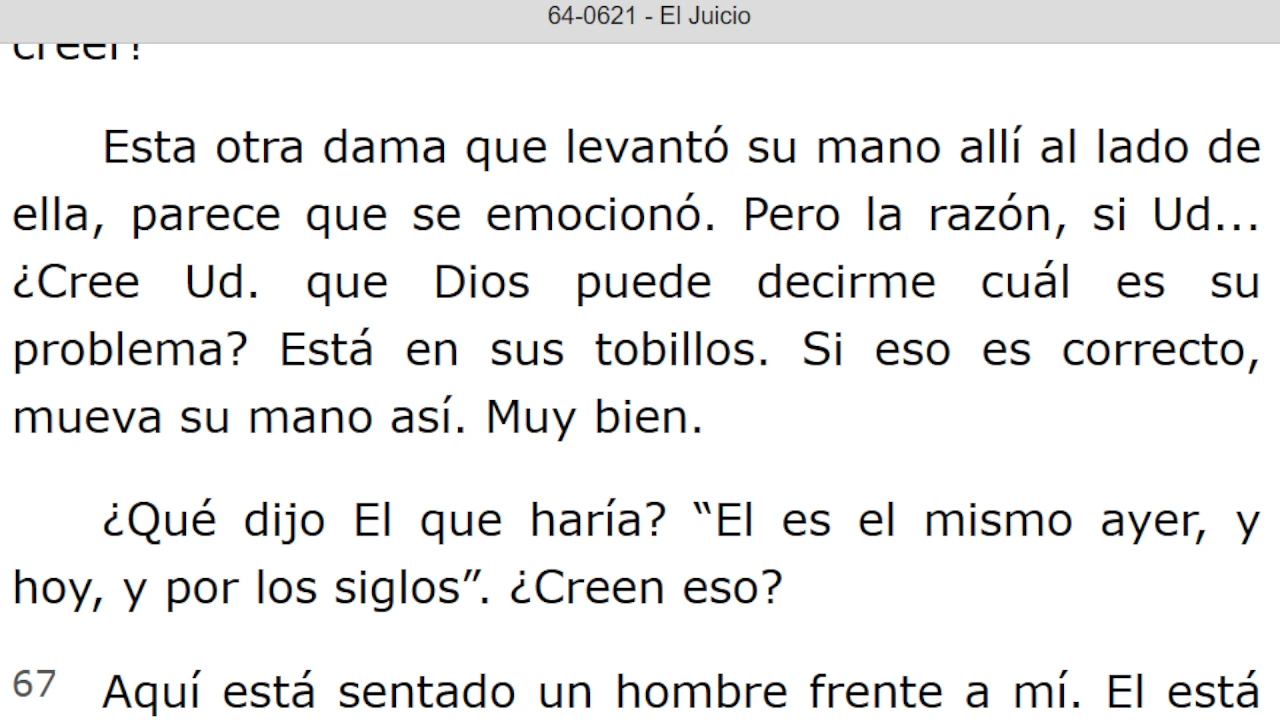 64-0621 - El Juicio
creer!
Esta otra dama que levantó su mano allí al lado de
ella, parece que se emocionó. Pero la razón, si Ud...
¿Cree Ud. que Dios puede decirme cuál es su
problema? Está en sus tobillos. Si eso es correcto,
mueva su mano así. Muy bien.
¿Qué dijo El que haría? “El es el mismo ayer, y
hoy, y por los siglos”. ¿Creen eso?
67 Aquí está sentado un hombre frente a mí. El está